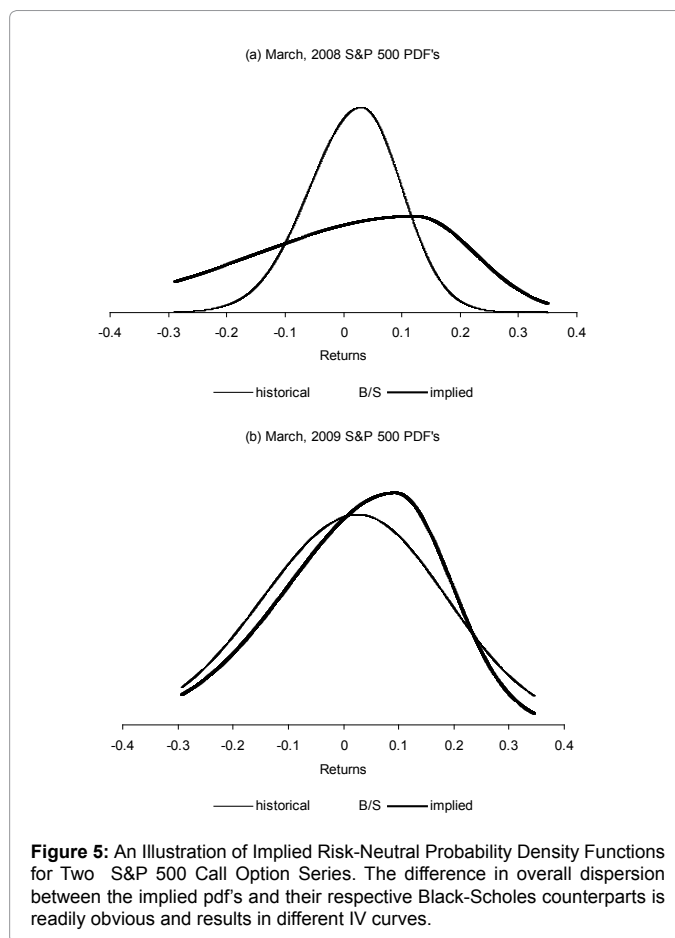 (a) March, 2008 S&P 500 PDF's
-0.4 -0.3 -0.2 -0.1 0 0.1 0.2 0.3 0.4
Returns
historical B/S implied
(b) March, 2009 S&P 500 PDF's
-0.4 -0.3 -0.2 -0.1 0 0.1 0.2 0.3 0.4
Returns
historical B/S implied
Figure 5: An Illustration of Implied Risk-Neutral Probability Density Functions
for Two S&P 500 Call Option Series. The difference in overall dispersion
between the implied pdf's and their respective Black-Scholes counterparts is
readily obvious and results in different IV curves.